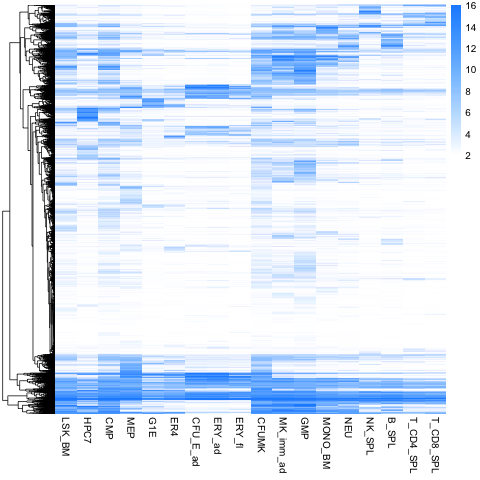 16
14
12
10
8
6
4
2
LSK_BM
HPC7
CMP
MEP
G1E
ER4
CFU_E_ad
ERY_ad
ERY_fl
CFUMK
MK_imm_ad
GMP
MONO_BM
NEU
NK_SPL
B_SPL
T_CD4_SPL
T_CD8_SPL